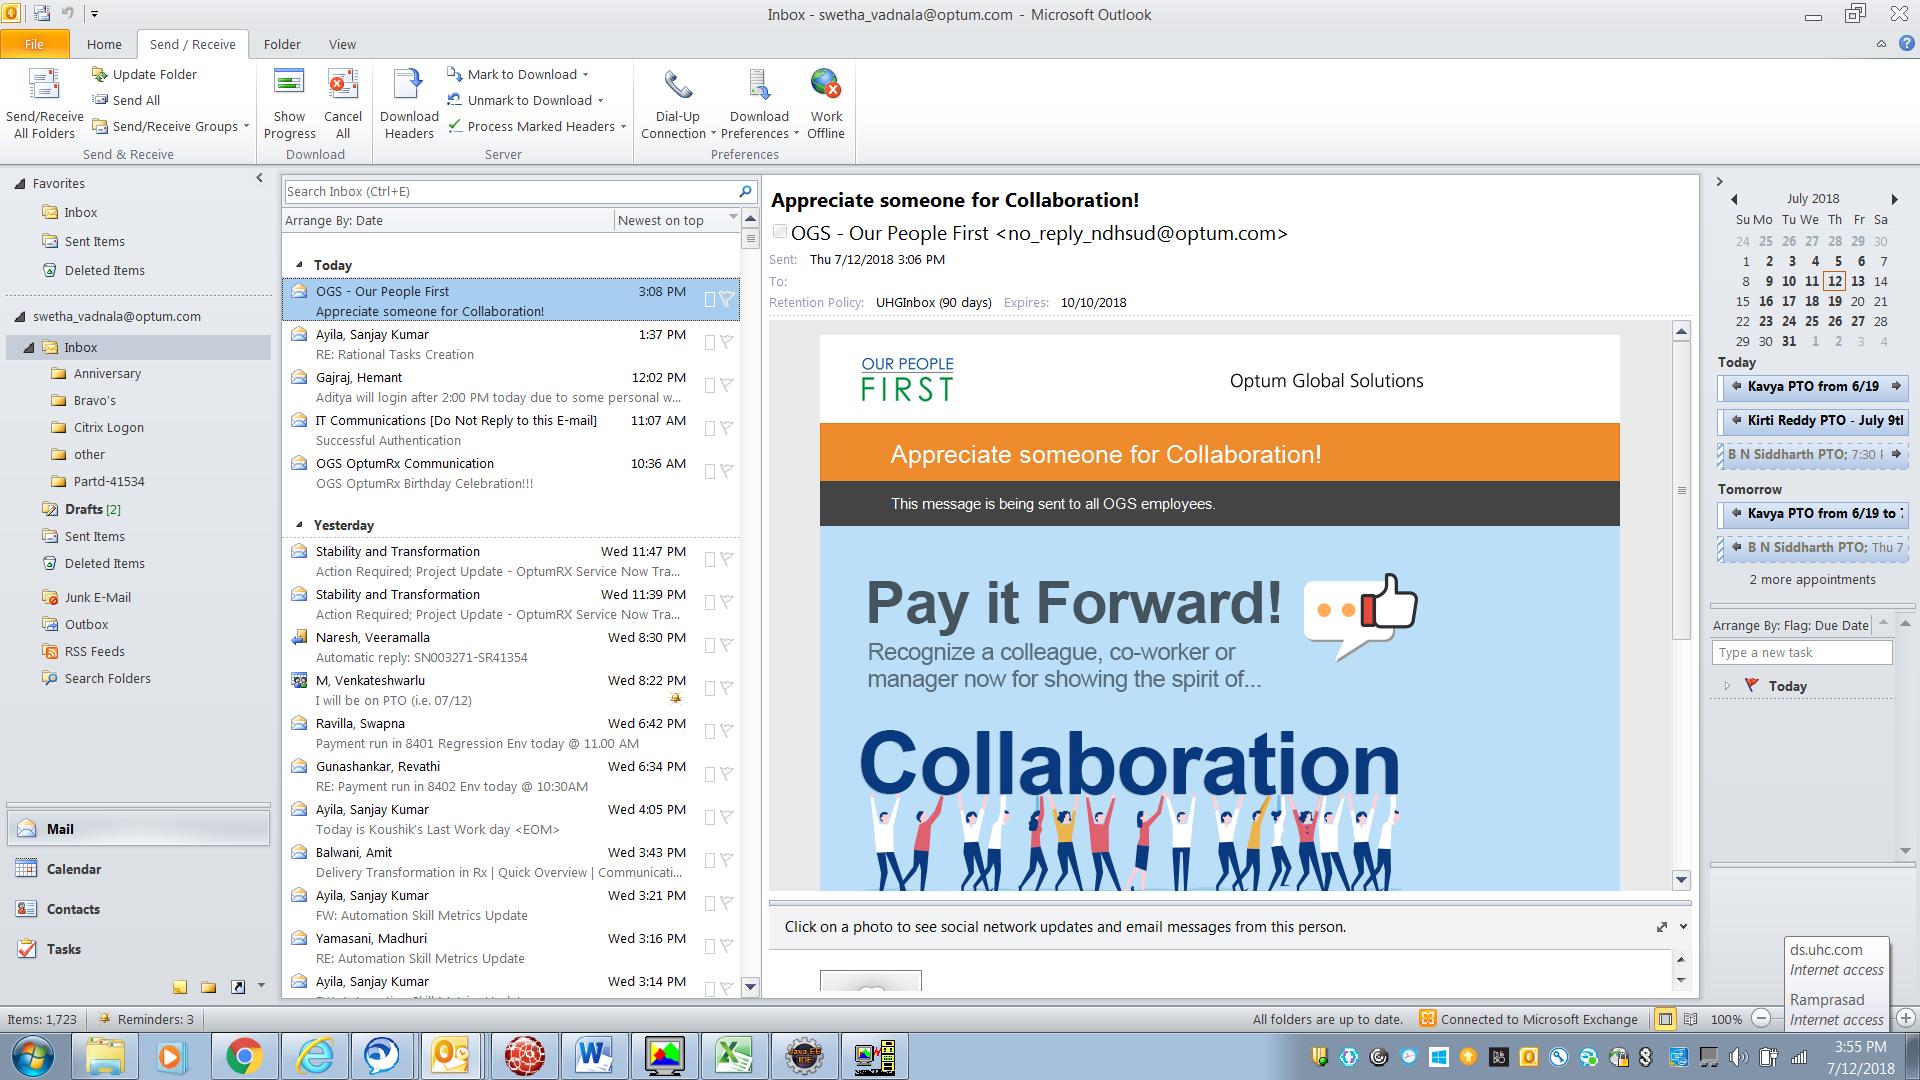 Inbox - swetha_vadnala@optum.com - Microsoft Outlook
File Home Send / Receive Folder View
Send/Receive All Folders
Update Folder
Send All
Send/Receive Groups
Send & Receive
Show Progress
Cancel All
Download
Download Headers
Mark to Download
Unmark to Download
Process Marked Headers
Server
Dial-Up Connection
Download Preferences
Work Offline
Preferences
Favorites
Inbox
Sent Items
Deleted Items
swetha_vadnala@optum.com
Inbox
Anniversary
Bravo's
Citrix Logon
other
Partd-41534
Drafts [2]
Sent Items
Deleted Items
Junk E-Mail
Outbox
RSS Feeds
Search Folders
Mail
Calendar
Contacts
Tasks
Search Inbox (Ctrl+E)
Arrange By: Date Newest on top
Today
OGS - Our People First 3:08 PM
Appreciate someone for Collaboration!
Ayila, Sanjay Kumar 1:37 PM
RE: Rational Tasks Creation
Gajraj, Hemant 12:02 PM
Aditya will login after 2:00 PM today due to some personal w...
IT Communications [Do Not Reply to this E-mail] 11:07 AM
Successful Authentication
OGS OptumRx Communication 10:36 AM
OGS OptumRx Birthday Celebration!!!
Yesterday
Stability and Transformation Wed 11:47 PM
Action Required; Project Update - OptumRX Service Now Tra...
Stability and Transformation Wed 11:39 PM
Action Required; Project Update - OptumRX Service Now Tra...
Naresh, Veeramalla Wed 8:30 PM
Automatic reply: SN003271-SR41354
M, Venkateshwarlu Wed 8:22 PM
I will be on PTO (i.e. 07/12)
Ravilla, Swapna Wed 6:42 PM
Payment run in 8401 Regression Env today @ 11.00 AM
Gunashankar, Revathi Wed 6:34 PM
RE: Payment run in 8402 Env today @ 10:30AM
Ayila, Sanjay Kumar Wed 4:05 PM
Today is Koushik's Last Work day <EOM>
Balwani, Amit Wed 3:43 PM
Delivery Transformation in Rx | Quick Overview | Communicati...
Ayila, Sanjay Kumar Wed 3:21 PM
FW: Automation Skill Metrics Update
Yamasani, Madhuri Wed 3:16 PM
RE: Automation Skill Metrics Update
Ayila, Sanjay Kumar Wed 3:14 PM
Appreciate someone for Collaboration!
OGS - Our People First <no_reply_ndhsud@optum.com>
Sent: Thu 7/12/2018 3:06 PM
To:
Retention Policy: UHGInbox (90 days) Expires: 10/10/2018
OUR PEOPLE
FIRST
Optum Global Solutions
Appreciate someone for Collaboration!
This message is being sent to all OGS employees.
Pay it Forward!
Recognize a colleague, co-worker or
manager now for showing the spirit of...
Collaboration
Click on a photo to see social network updates and email messages from this person.
July 2018
Su Mo Tu We Th Fr Sa
24 25 26 27 28 29 30
1 2 3 4 5 6 7
8 9 10 11 12 13 14
15 16 17 18 19 20 21
22 23 24 25 26 27 28
29 30 31 1 2 3 4
Today
Kavya PTO from 6/19
Kirti Reddy PTO - July 9th
B N Siddharth PTO; 7:30
Tomorrow
Kavya PTO from 6/19 to
B N Siddharth PTO; Thu 7
2 more appointments
Arrange By: Flag: Due Date
Type a new task
Today
ds.uhc.com
Internet access
Ramprasad
Internet access
Items: 1,723 Reminders: 3
All folders are up to date. Connected to Microsoft Exchange 100%
Java EE
IDE
3:55 PM
7/12/2018